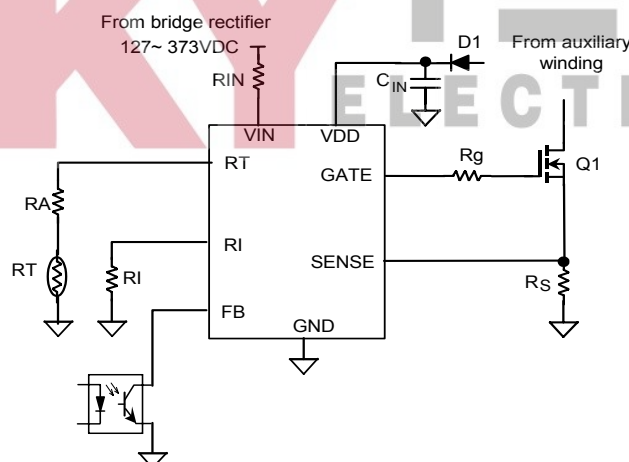 KY
ELECT
From bridge rectifier
127~ 373VDC
RIN
D1
From auxiliary
winding
CIN
VIN
VDD
RT
GATE
Rg
Q1
RA
RT
RI
RI
SENSE
RS
FB
GND